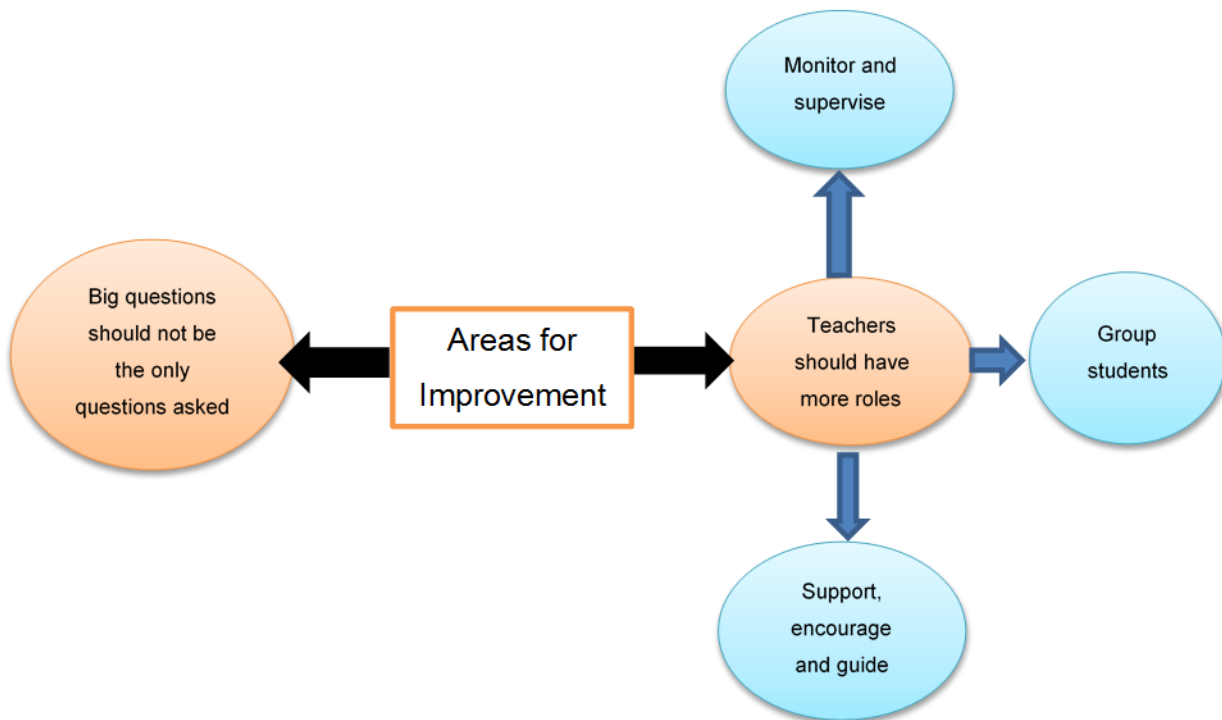 Monitor and
supervise
Big questions
should not be
the only
questions asked
Areas for
Improvement
Teachers
should have
more roles
Group
students
Support,
encourage
and guide